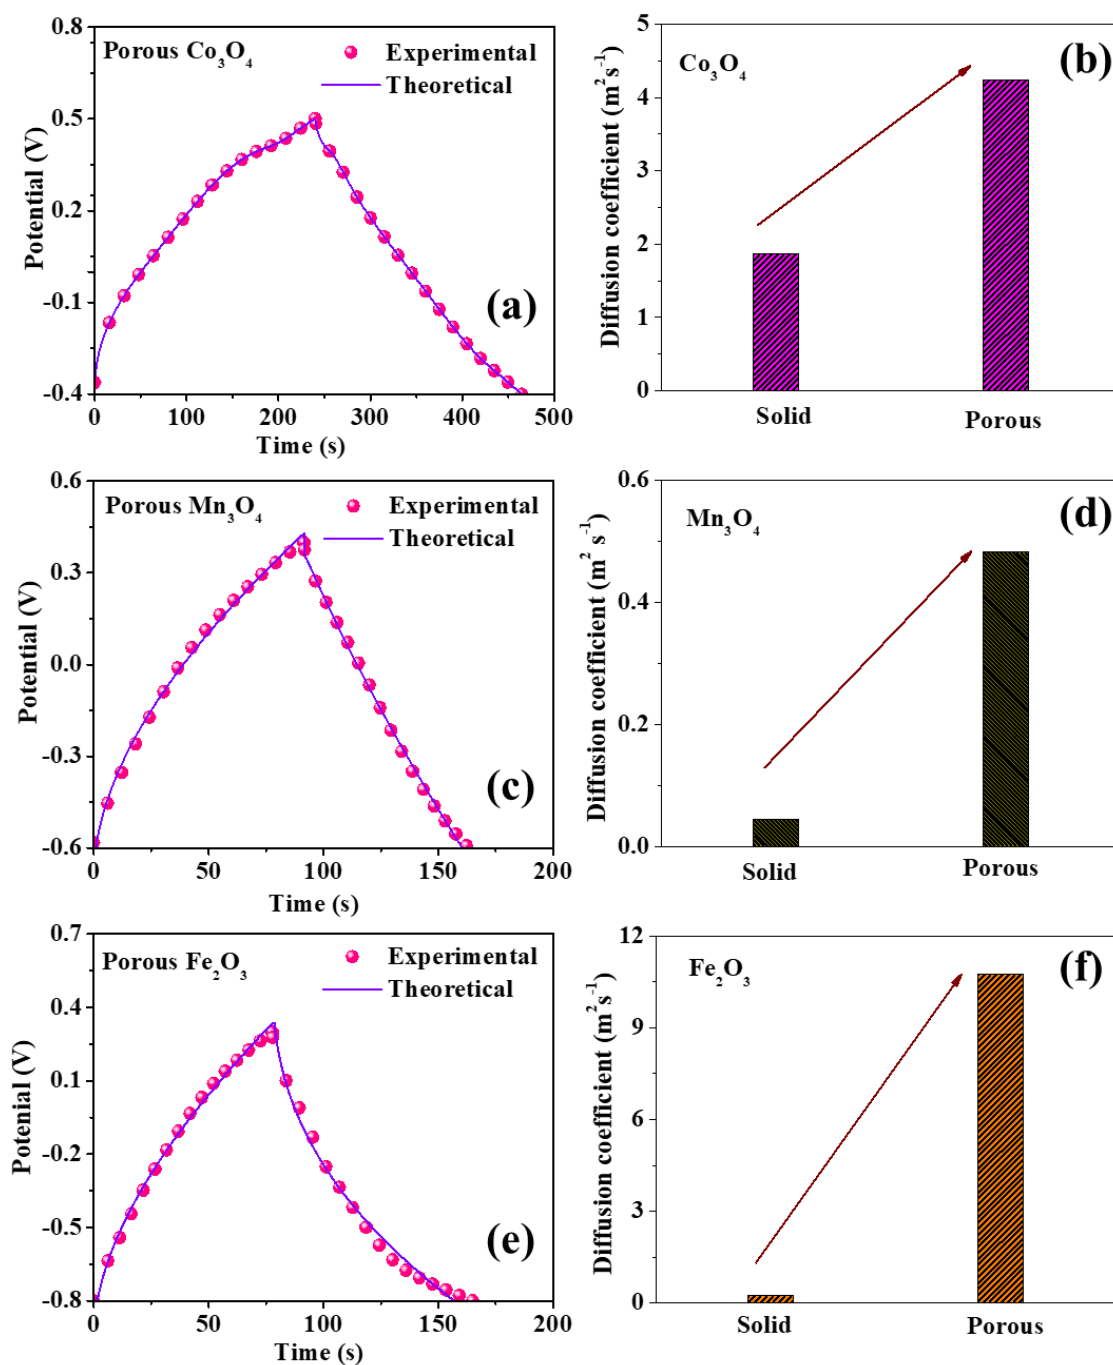 Porous Co₃O₄
Experimental
Theoretical
0.8
0.5
0.2
-0.1
-0.4
Potential (V)
(a)
0 100 200 300 400 500
Time (s)
Co₃O₄
(b)
5
4
3
2
1
0
Diffusion coefficient (m² s⁻¹)
Solid Porous
Porous Mn₃O₄
Experimental
Theoretical
0.6
0.3
0.0
-0.3
-0.6
Potential (V)
(c)
0 50 100 150 200
Time (s)
Mn₃O₄
(d)
0.6
0.4
0.2
0.0
Diffusion coefficient (m² s⁻¹)
Solid Porous
Porous Fe₂O₃
Experimental
Theoretical
0.7
0.4
0.1
-0.2
-0.5
-0.8
Potenial (V)
(e)
0 50 100 150 200
Time (s)
Fe₂O₃
(f)
12
9
6
3
0
Diffusion coefficient (m² s⁻¹)
Solid Porous